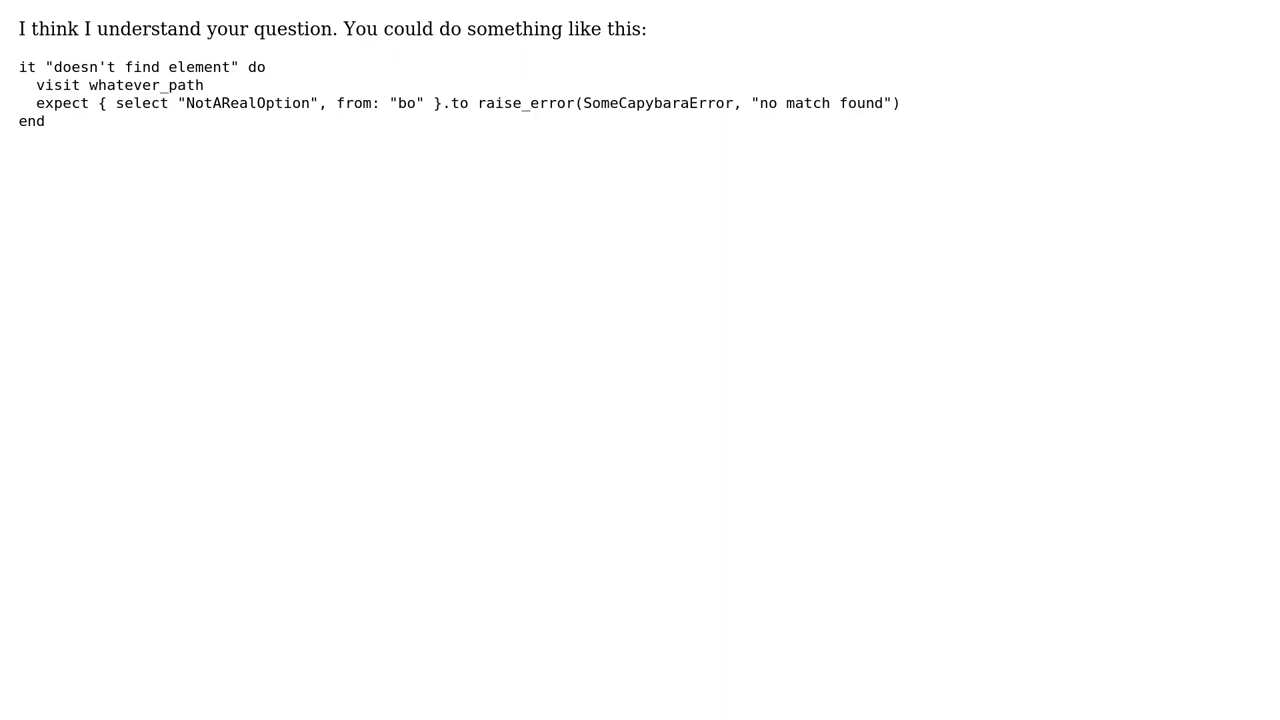 I think I understand your question. You could do something like this:
it "doesn't find element" do
  visit whatever_path
  expect { select "NotARealOption", from: "bo" }.to raise_error(SomeCapybaraError, "no match found")
end